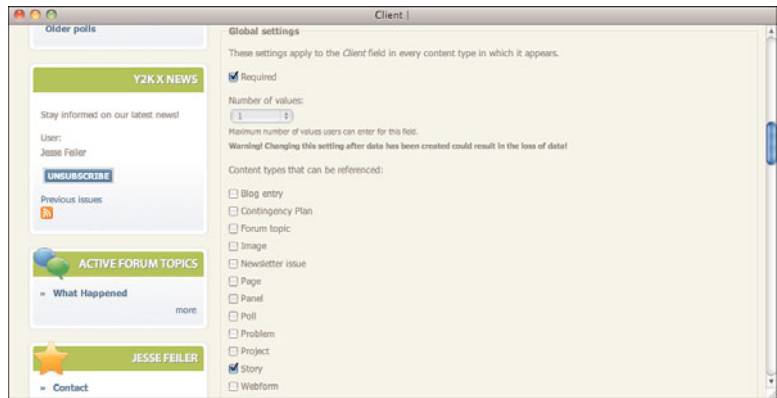 Client |
Older polls
Y2K X NEWS
Stay informed on our latest news!
User:
Jesse Feiler
UNSUBSCRIBE
Previous issues
ACTIVE FORUM TOPICS
» What Happened
more
JESSE FEILER
» Contact
Global settings
These settings apply to the Client field in every content type in which it appears.
Required
Number of values:
1
Maximum number of values users can enter for this field.
Warning! Changing this setting after data has been created could result in the loss of data!
Content types that can be referenced:
Blog entry
Contingency Plan
Forum topic
Image
Newsletter issue
Page
Panel
Poll
Problem
Project
Story
Webform